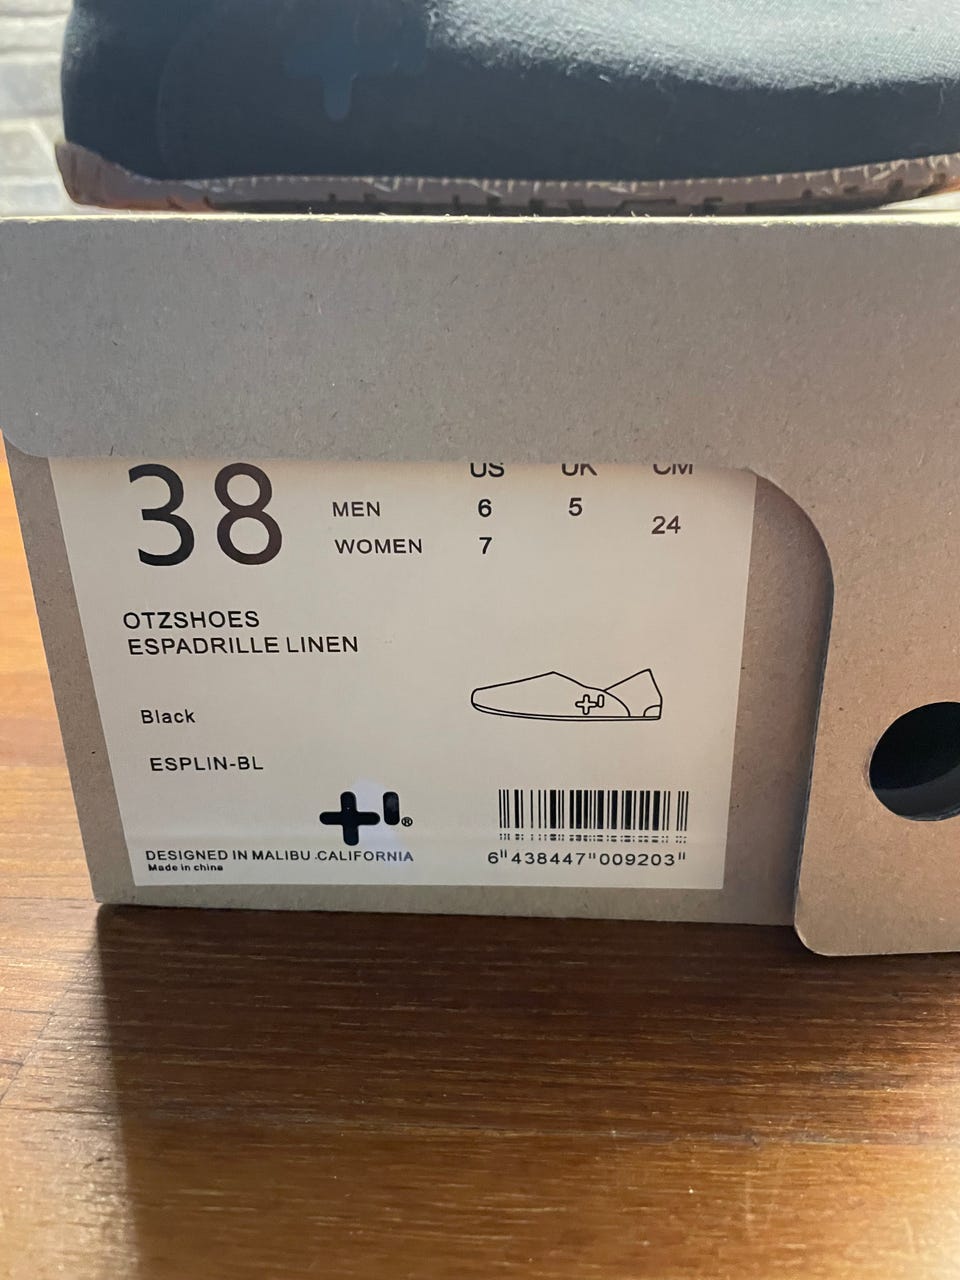 38
US UK CM
MEN 6 5
24
WOMEN 7
OTZSHOES
ESPADRILLE LINEN
Black
ESPLIN-BL
®
DESIGNED IN MALIBU .CALIFORNIA
Made in china
6"438447"009203"